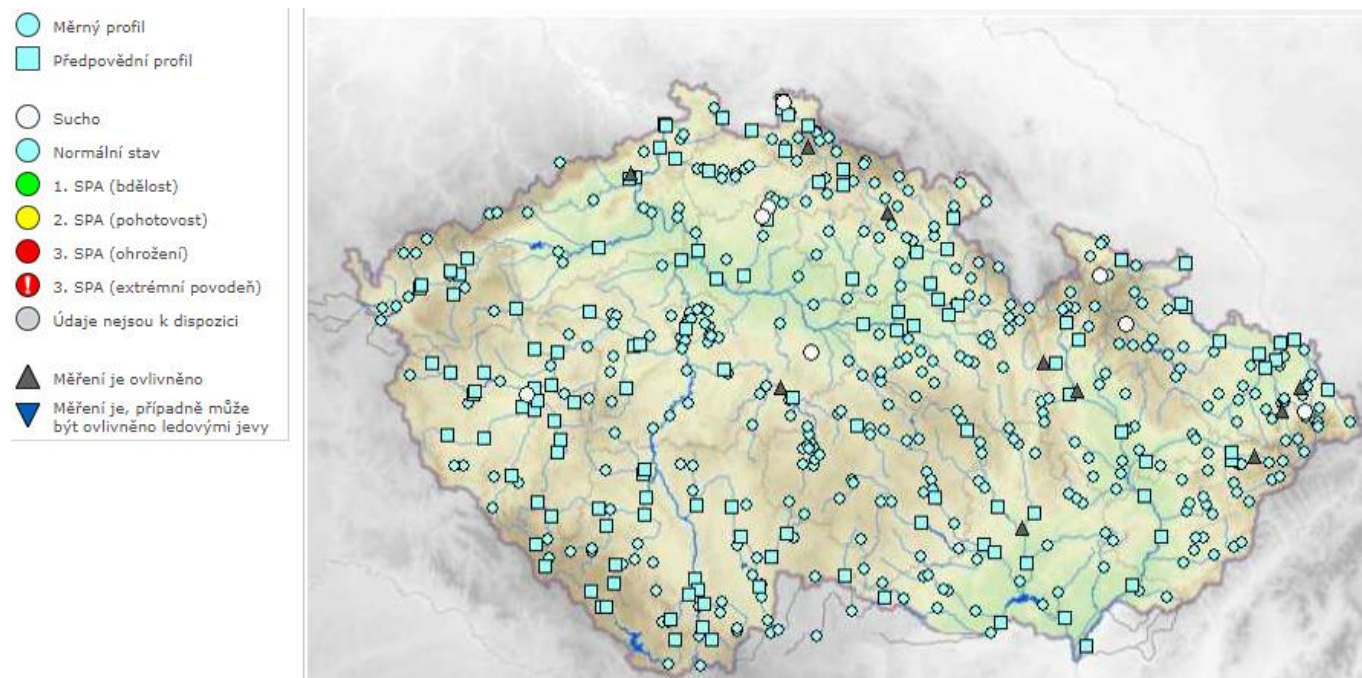 Měrný profil
Předpovědní profil
Sucho
Normální stav
1. SPA (bdělost)
2. SPA (pohotovost)
3. SPA (ohrožení)
3. SPA (extrémní povodeň)
Údaje nejsou k dispozici
Měření je ovlivněno
Měření je, případně může
být ovlivněno ledovými jevy